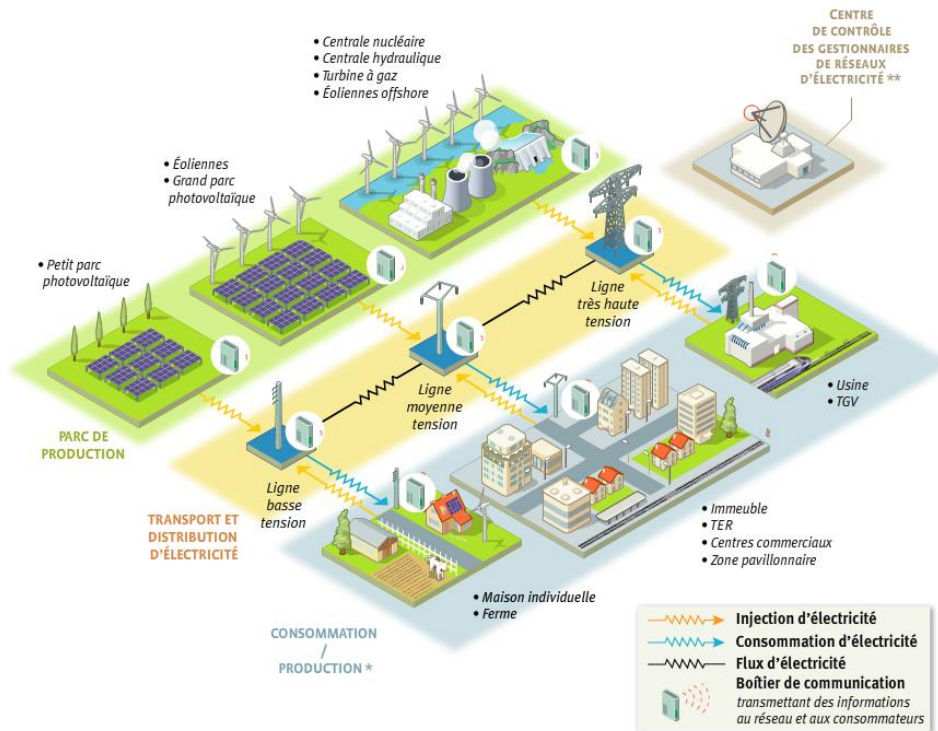 CENTRE
DE CONTRÔLE
DES GESTIONNAIRES
DE RÉSEAUX
D'ÉLECTRICITÉ **
• Centrale nucléaire
• Centrale hydraulique
• Turbine à gaz
• Éoliennes offshore
• Éoliennes
• Grand parc
photovoltaïque
• Petit parc
photovoltaïque
Ligne
très haute
tension
Ligne
moyenne
tension
Ligne
basse
tension
PARC DE
PRODUCTION
TRANSPORT ET
DISTRIBUTION
D'ÉLECTRICITÉ
• Usine
• TGV
• Immeuble
• TER
• Centres commerciaux
• Zone pavillonnaire
• Maison individuelle
• Ferme
CONSOMMATION
/
PRODUCTION *
Injection d'électricité
Consommation d'électricité
Flux d'électricité
Boîtier de communication
transmettant des informations
au réseau et aux consommateurs